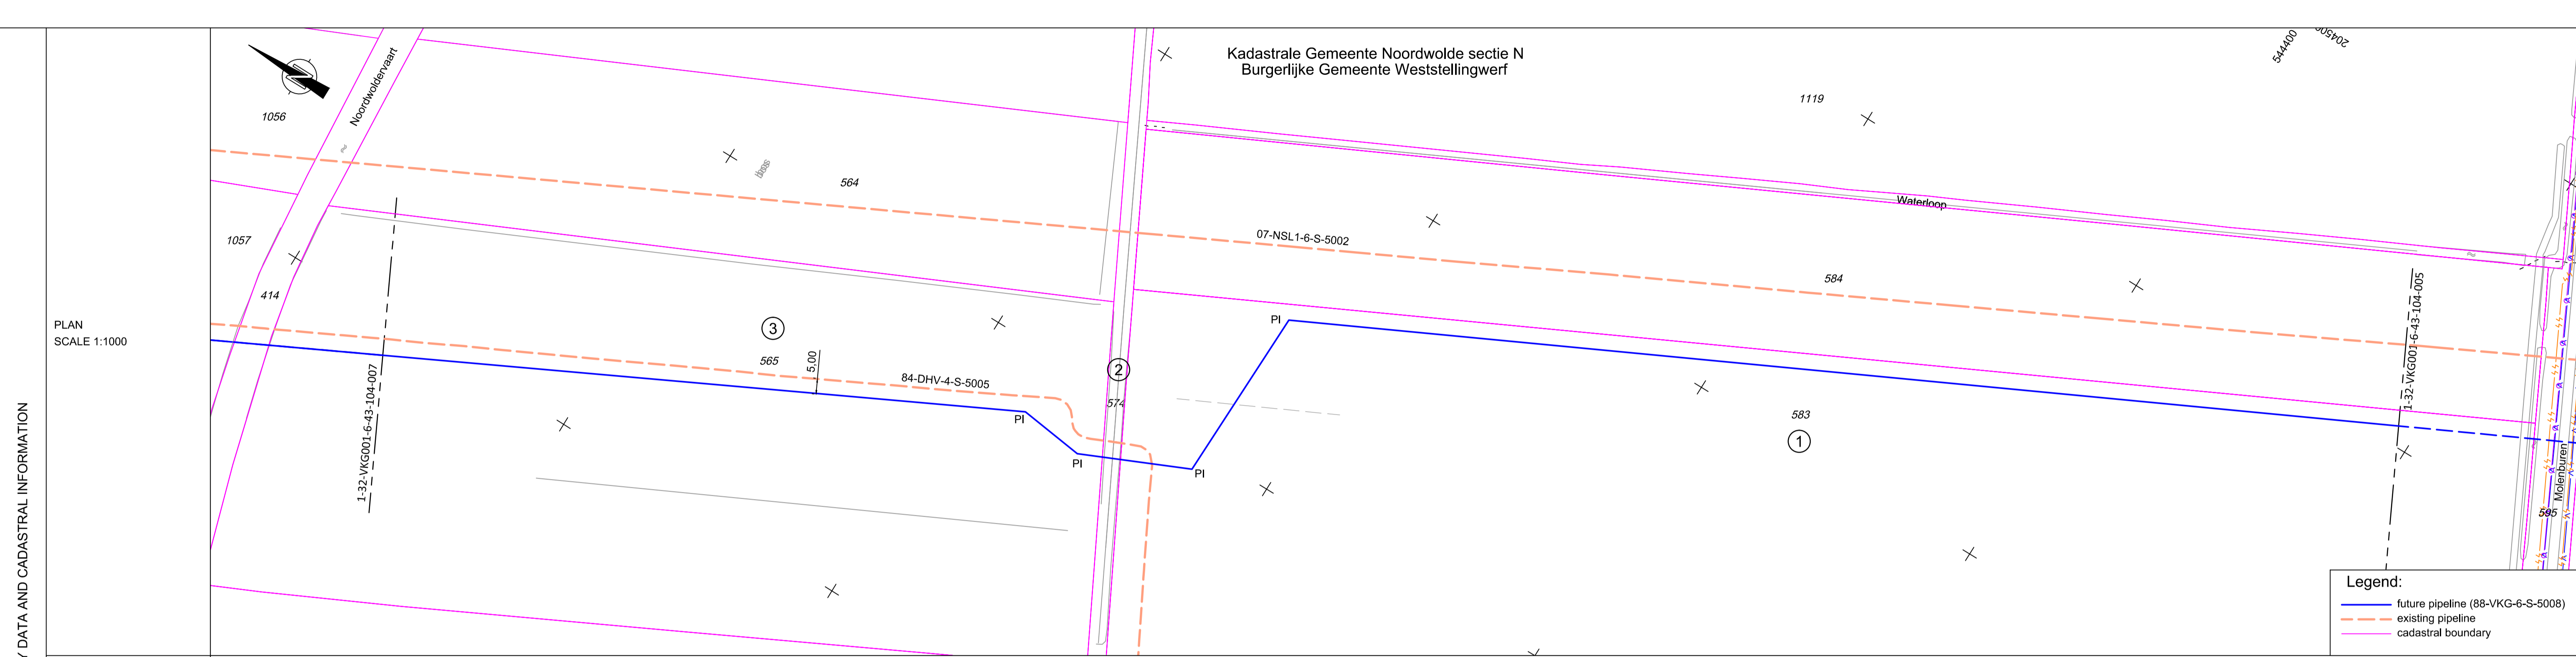 Y DATA AND CADASTRAL INFORMATION
PLAN
SCALE 1:1000
Kadastrale Gemeente Noordwolde sectie N
Burgerlijke Gemeente Weststellingwerf
N
Noordwoldervaart
1056
1057
414
564
1119
544400
Waterloop
07-NSL1-6-S-5002
584
1-32-VKG001-6-43-104-007
3
565
5,00
84-DHV-4-S-5005
2
574
PI
PI
PI
PI
583
1
1-32-VKG001-6-43-104-005
Molenburen
595
Legend:
future pipeline (88-VKG-6-S-5008)
existing pipeline
cadastral boundary